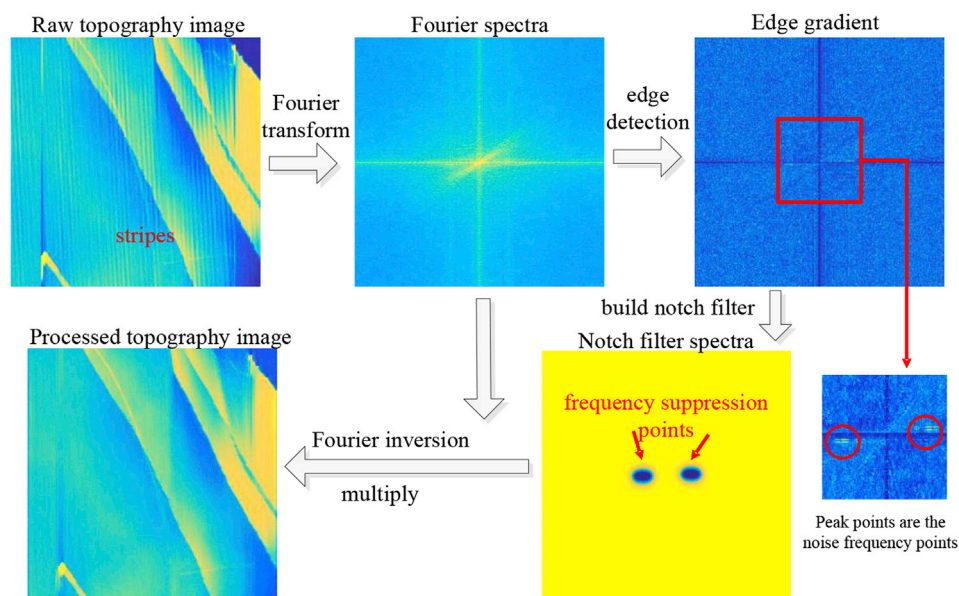 Raw topography image
Fourier spectra
Edge gradient
Fourier
transform
edge
detection
stripes
build notch filter
Processed topography image
Notch filter spectra
frequency suppression
points
Fourier inversion
multiply
Peak points are the
noise frequency points